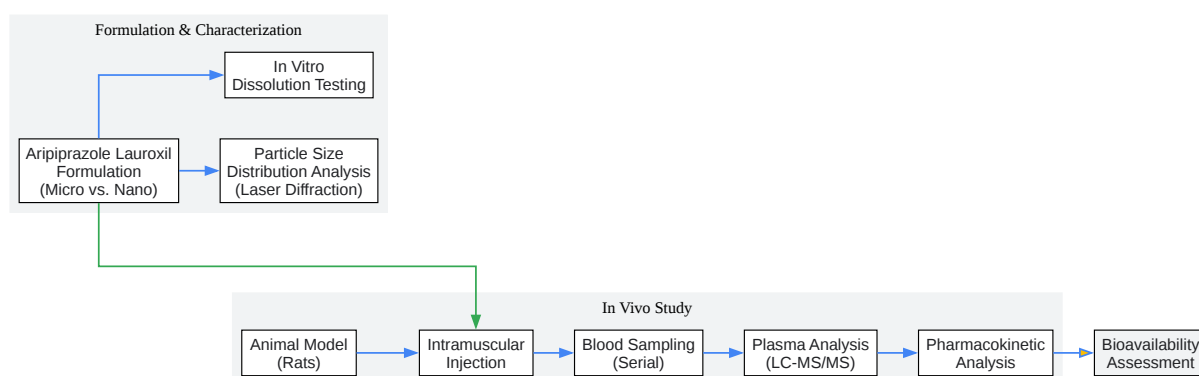 Formulation & Characterization
In Vitro
Dissolution Testing
Aripiprazole Lauroxil
Formulation
(Micro vs. Nano)
Particle Size
Distribution Analysis
(Laser Diffraction)
In Vivo Study
Animal Model
(Rats)
Intramuscular
Injection
Blood Sampling
(Serial)
Plasma Analysis
(LC-MS/MS)
Pharmacokinetic
Analysis
Bioavailability
Assessment